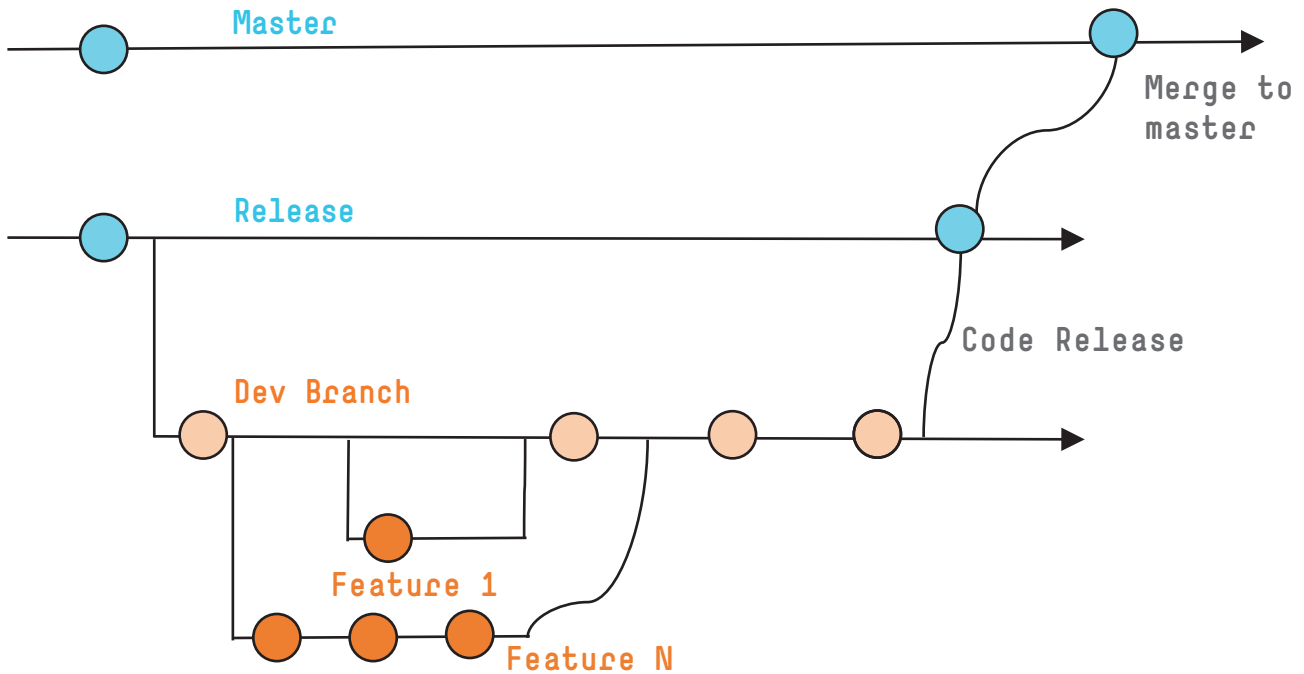 Master
Merge to
master
Release
Code Release
Dev Branch
Feature 1
Feature N